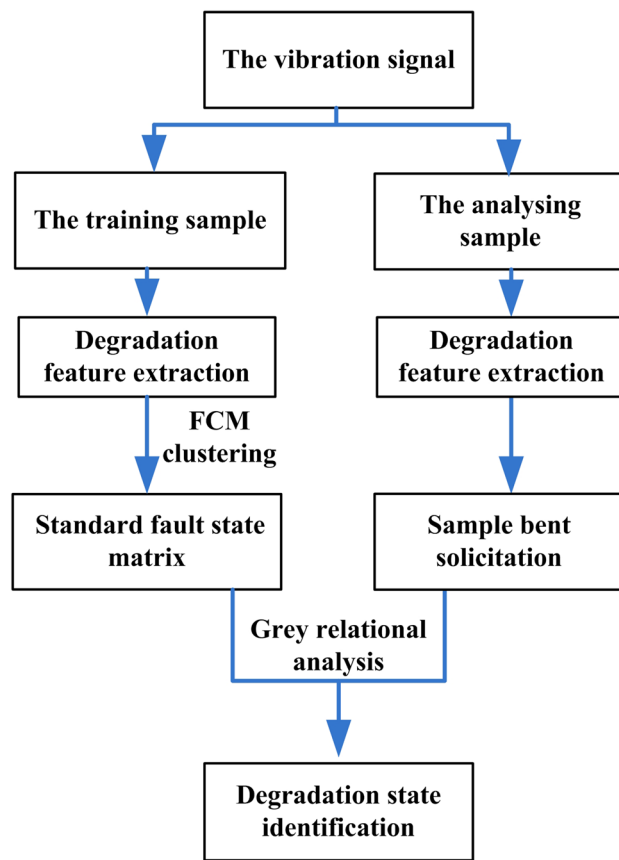 The vibration signal
The training sample
The analysing
sample
Degradation
feature extraction
Degradation
feature extraction
FCM
clustering
Standard fault state
matrix
Sample bent
solicitation
Grey relational
analysis
Degradation state
identification